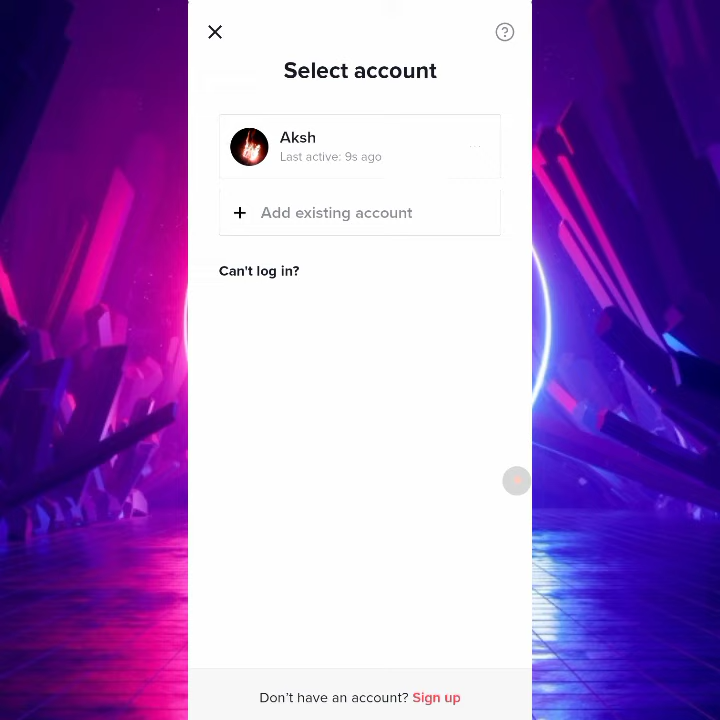 Select account
Aksh
Last active: 9s ago
Add existing account
Can't log in?
Don't have an account? Sign up